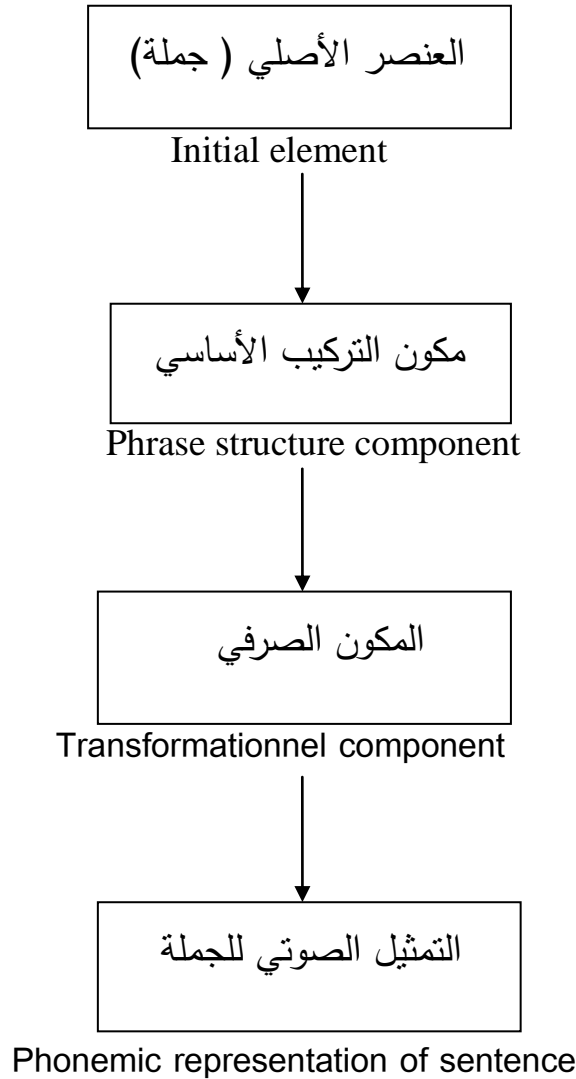 العنصر الأصلي ( جملة)
Initial element
مكون التركيب الأساسي
Phrase structure component
المكون الصرفي
Transformationnel component
التمثيل الصوتي للجملة
Phonemic representation of sentence